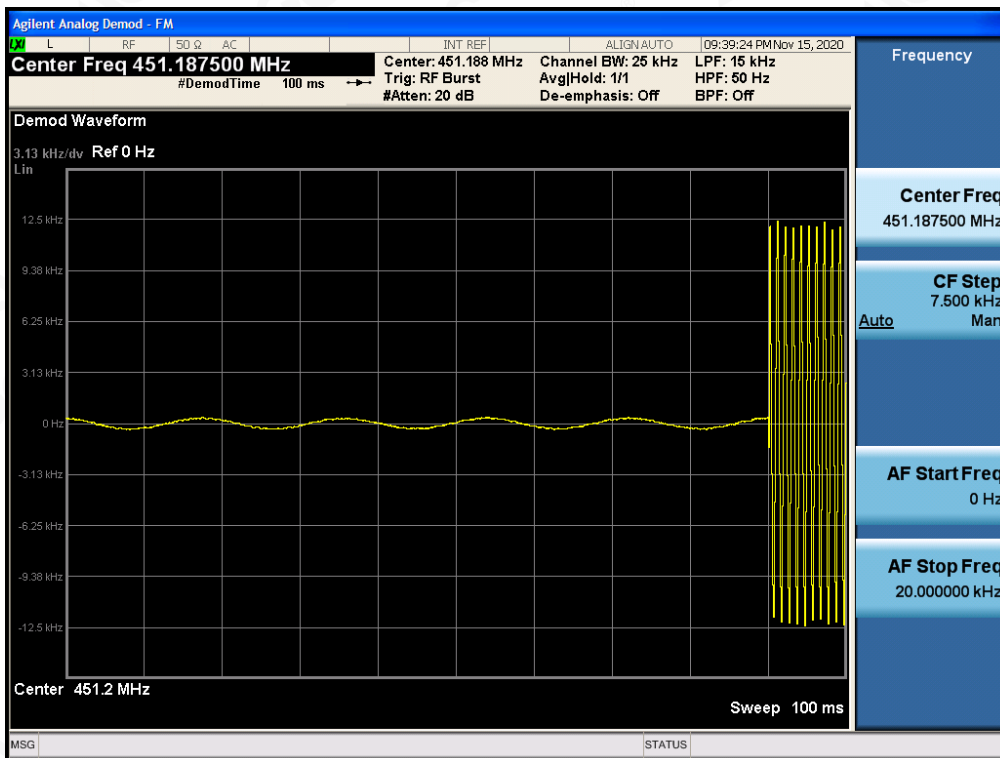 Agilent Analog Demod - FM
LXI L RF 50 Ω AC INT REF ALIGNAUTO 09:39:24 PMNov 15, 2020
Center Freq 451.187500 MHz
#DemodTime 100 ms
Center: 451.188 MHz Channel BW: 25 kHz LPF: 15 kHz
Trig: RF Burst Avg|Hold: 1/1 HPF: 50 Hz
#Atten: 20 dB De-emphasis: Off BPF: Off
Demod Waveform
3.13 kHz/dv Ref 0 Hz
Lin
12.5 kHz
9.38 kHz
6.25 kHz
3.13 kHz
0 Hz
-3.13 kHz
-6.25 kHz
-9.38 kHz
-12.5 kHz
Center 451.2 MHz
Sweep 100 ms
MSG STATUS
Frequency
Center Freq
451.187500 MHz
CF Step
7.500 kHz
Auto Man
AF Start Freq
0 Hz
AF Stop Freq
20.000000 kHz